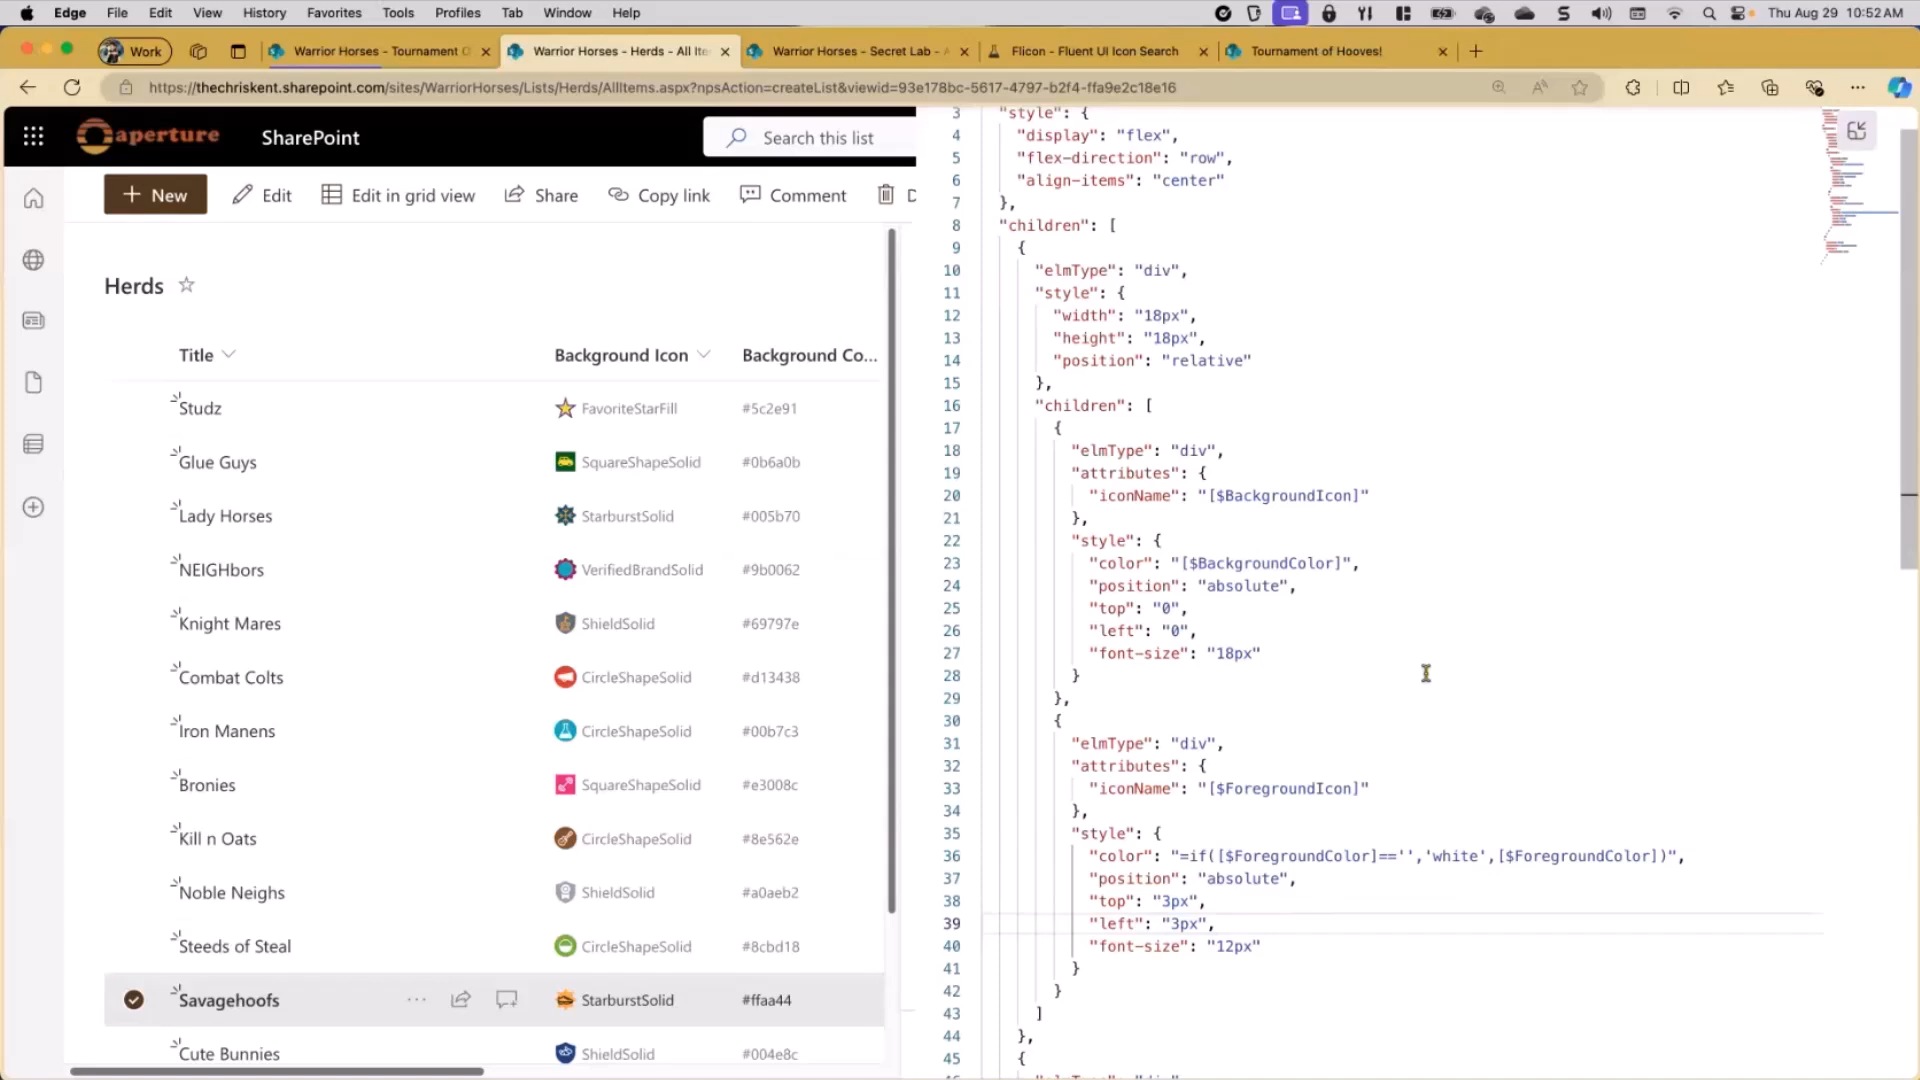 Edge File Edit View History Favorites Tools Profiles Tab Window Help Thu Aug 29 10:52 AM
Work Warrior Horses - Tournament Warrior Horses - Herds - All Ite Warrior Horses - Secret Lab - Flicon - Fluent UI Icon Search Tournament of Hooves!
https://thechriskent.sharepoint.com/sites/WarriorHorses/Lists/Herds/AllItems.aspx?npsAction=createList&viewid=93e178bc-5617-4797-b2f4-ffa9e2c18e16
aperture SharePoint Search this list
+ New Edit Edit in grid view Share Copy link Comment D
Herds
Title Background Icon Background Co...
Studz FavoriteStarFill #5c2e91
Glue Guys SquareShapeSolid #0b6a0b
Lady Horses StarburstSolid #005b70
NEIGHbors VerifiedBrandSolid #9b0062
Knight Mares ShieldSolid #69797e
Combat Colts CircleShapeSolid #d13438
Iron Manens CircleShapeSolid #00b7c3
Bronies SquareShapeSolid #e3008c
Kill n Oats CircleShapeSolid #8e562e
Noble Neighs ShieldSolid #a0aeb2
Steeds of Steal CircleShapeSolid #8cbd18
Savagehoofs ... StarburstSolid #ffaa44
Cute Bunnies ShieldSolid #004e8c
3 "style": {
4 "display": "flex",
5 "flex-direction": "row",
6 "align-items": "center"
7 },
8 "children": [
9 {
10 "elmType": "div",
11 "style": {
12 "width": "18px",
13 "height": "18px",
14 "position": "relative"
15 },
16 "children": [
17 {
18 "elmType": "div",
19 "attributes": {
20 "iconName": "[$BackgroundIcon]"
21 },
22 "style": {
23 "color": "[$BackgroundColor]",
24 "position": "absolute",
25 "top": "0",
26 "left": "0",
27 "font-size": "18px"
28 }
29 },
30 {
31 "elmType": "div",
32 "attributes": {
33 "iconName": "[$ForegroundIcon]"
34 },
35 "style": {
36 "color": "=if([$ForegroundColor]=='','white',[$ForegroundColor])",
37 "position": "absolute",
38 "top": "3px",
39 "left": "3px",
40 "font-size": "12px"
41 }
42 }
43 ]
44 },
45 {